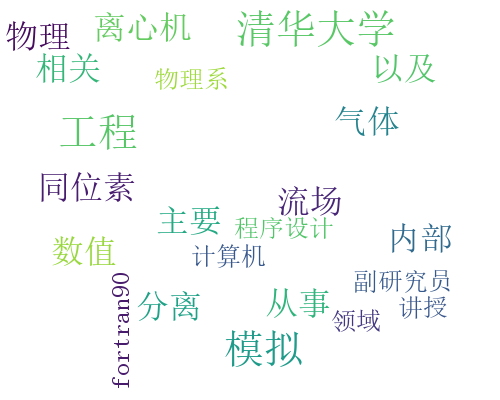 清华大学
离心机
物理
相关
以及
物理系
气体
工程
同位素
流场
主要
程序设计
内部
数值
计算机
副研究员
分离
从事
讲授
领域
fortran90
模拟